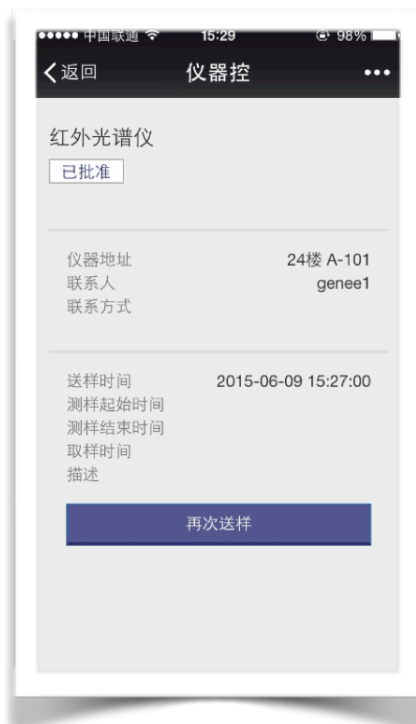 中国联通 15:29 98%
返回 仪器控
红外光谱仪
已批准
仪器地址 24楼 A-101
联系人 genee1
联系方式
送样时间 2015-06-09 15:27:00
测样起始时间
测样结束时间
取样时间
描述
再次送样